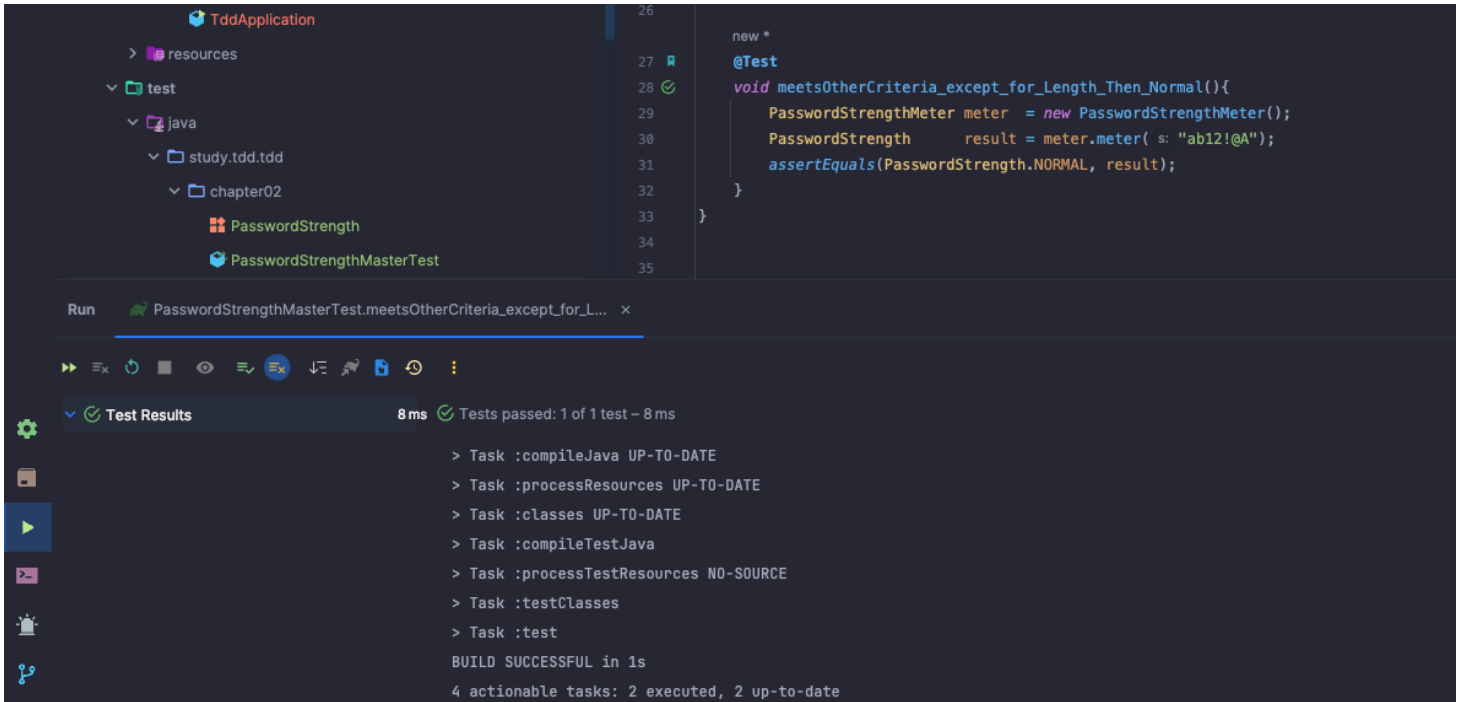 TddApplication
resources
test
java
study.tdd.tdd
chapter02
PasswordStrength
PasswordStrengthMasterTest
26
new *
27 @Test
28 void meetsOtherCriteria_except_for_Length_Then_Normal(){
29 PasswordStrengthMeter meter = new PasswordStrengthMeter();
30 PasswordStrength result = meter.meter( s: "ab12!@A");
31 assertEquals(PasswordStrength.NORMAL, result);
32 }
33 }
34
35
Run PasswordStrengthMasterTest.meetsOtherCriteria_except_for_L... ×
Test Results 8 ms Tests passed: 1 of 1 test – 8 ms
> Task :compileJava UP-TO-DATE
> Task :processResources UP-TO-DATE
> Task :classes UP-TO-DATE
> Task :compileTestJava
> Task :processTestResources NO-SOURCE
> Task :testClasses
> Task :test
BUILD SUCCESSFUL in 1s
4 actionable tasks: 2 executed, 2 up-to-date